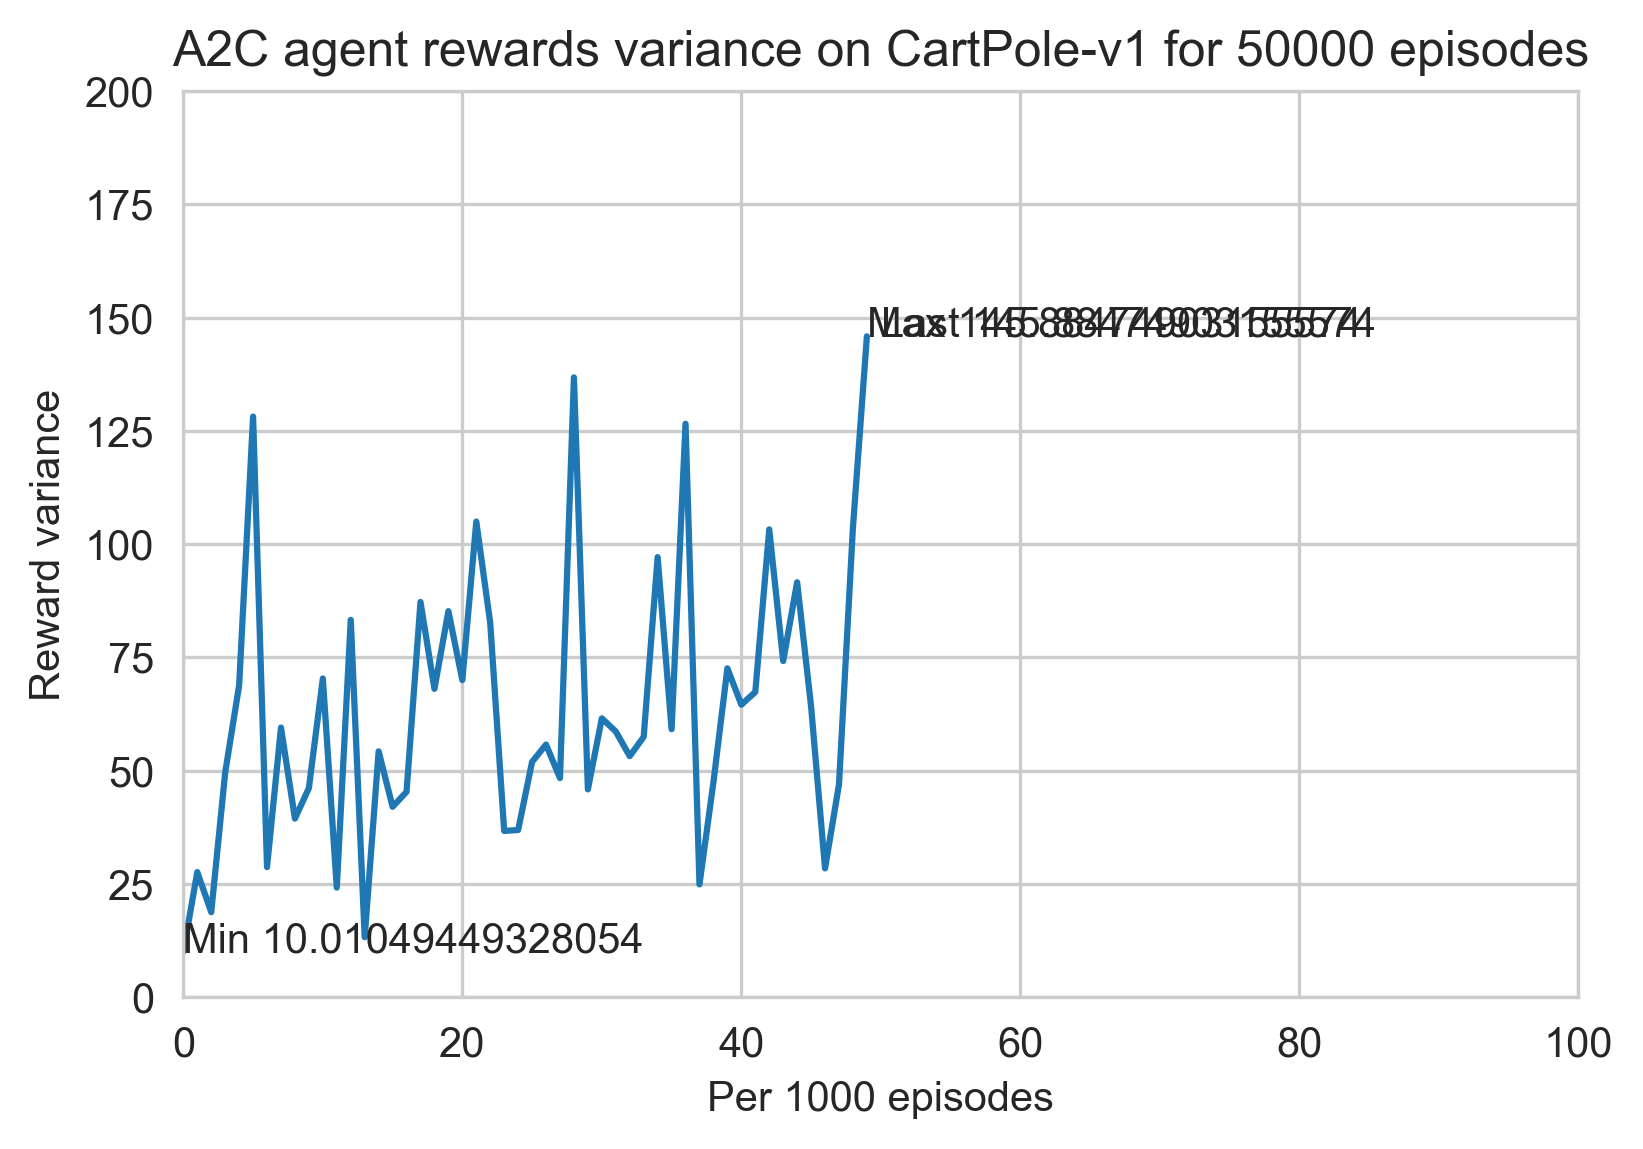 A2C agent rewards variance on CartPole-v1 for 50000 episodes
200
175
150
125
100
75
50
25
0
Reward variance
Min 10.01049449328054
0 20 40 60 80 100
Per 1000 episodes